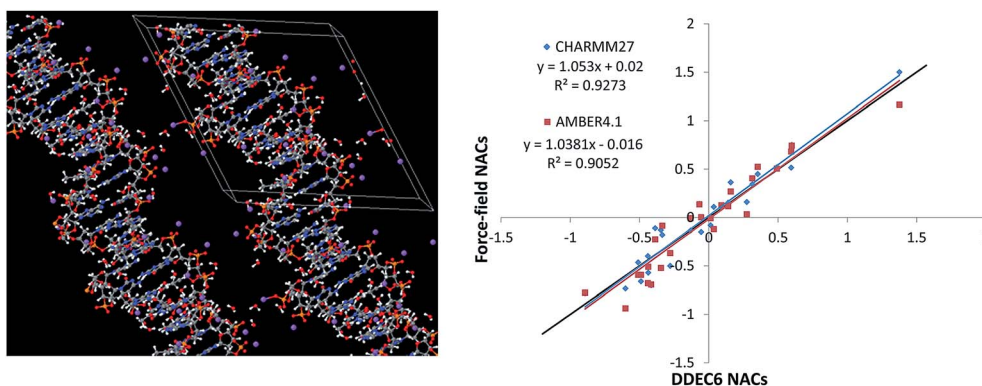 2
CHARMM27
y = 1.053x + 0.02
R² = 0.9273
1.5
1
AMBER4.1
y = 1.0381x - 0.016
R² = 0.9052
0.5
0
-1.5 -1 -0.5 0 0.5 1 1.5
-0.5
-1
-1.5
Force-field NACs
DDEC6 NACs